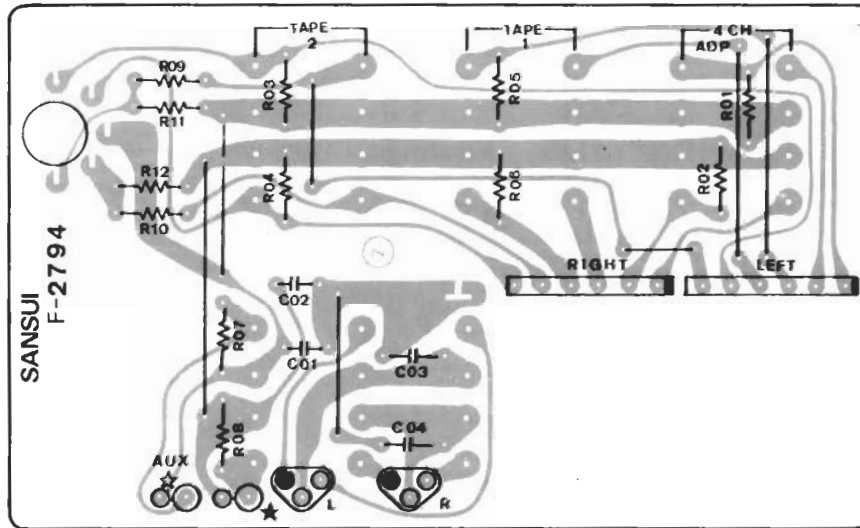 TAPE
2
TAPE
1
4 CH
ADP
R09
R11
R03
R05
R01
R12
R10
R04
R06
R02
RIGHT
LEFT
SANSUI
F-2794
2
C02
R07
C01
C03
R08
C04
AUX
L
R